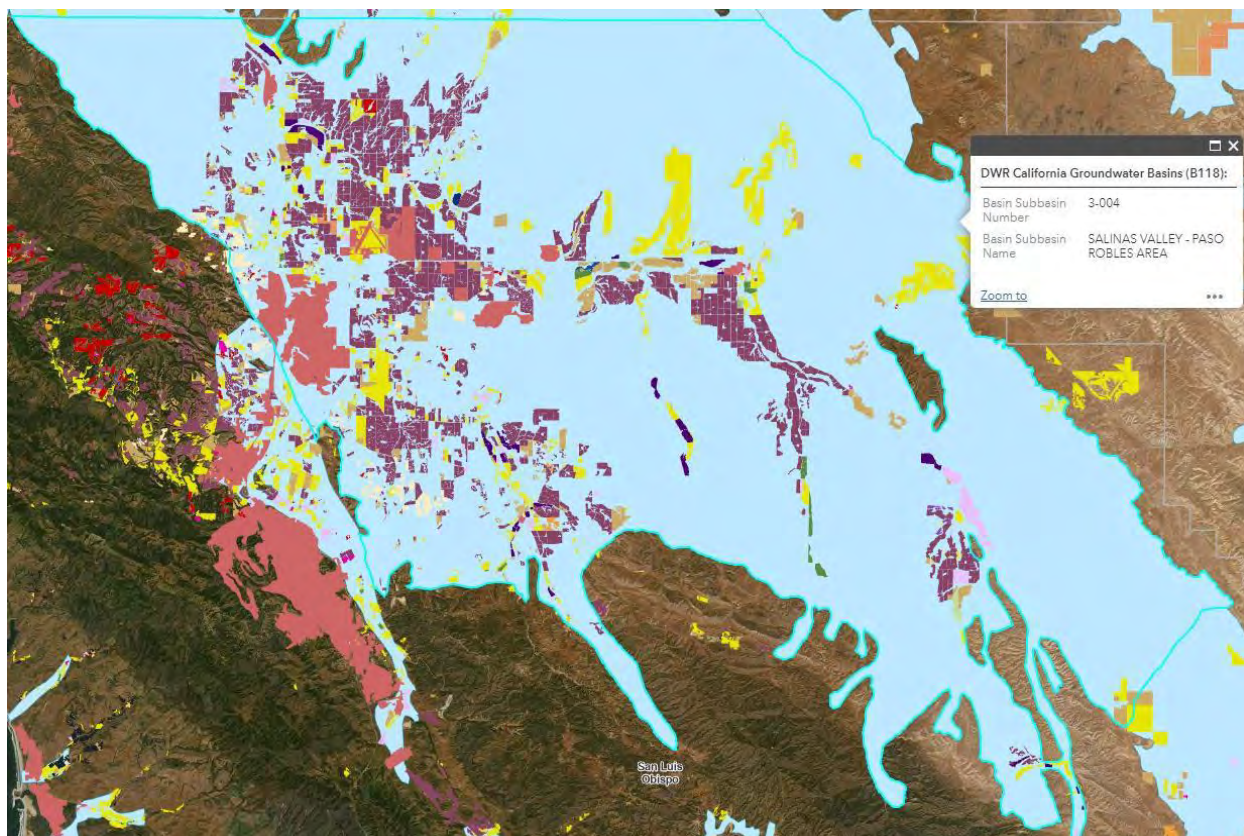 DWR California Groundwater Basins (B118):
Basin Subbasin Number 3-004
Basin Subbasin Name SALINAS VALLEY - PASO ROBLES AREA
Zoom to
San Luis
Obispo